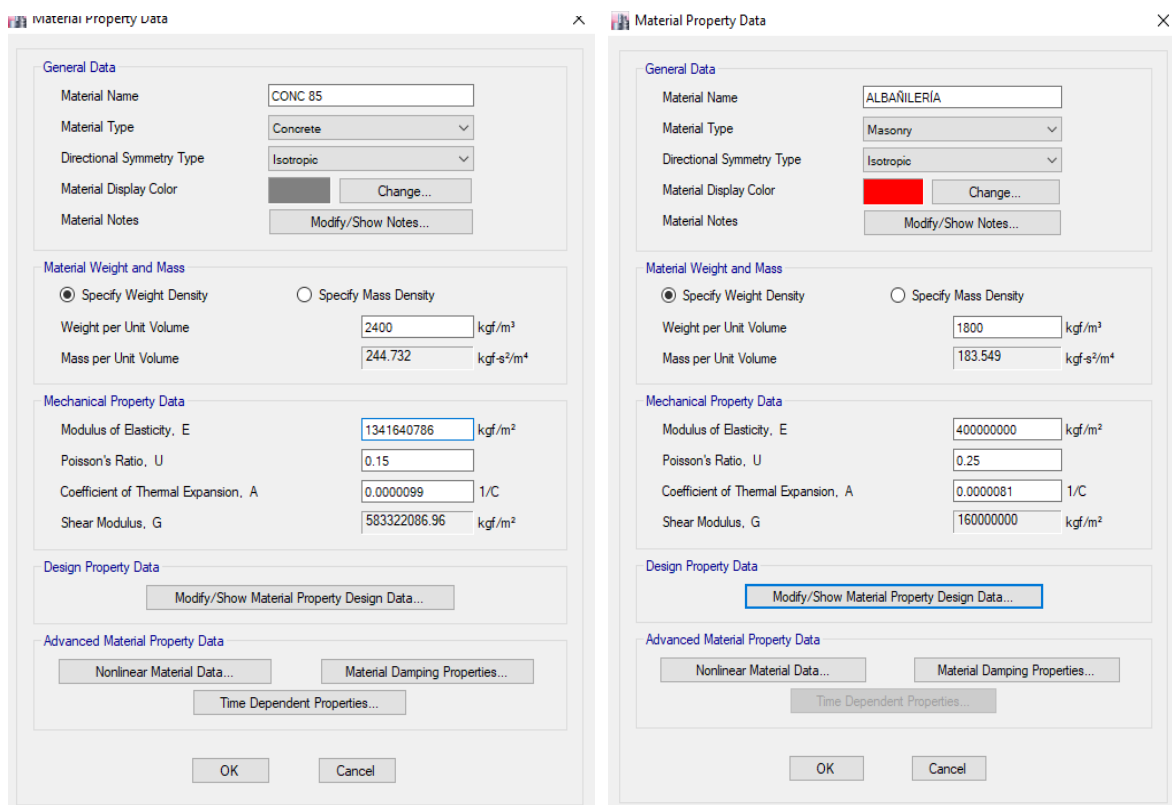 Material Property Data
General Data
Material Name CONC 85
Material Type Concrete
Directional Symmetry Type Isotropic
Material Display Color Change...
Material Notes Modify/Show Notes...
Material Weight and Mass
Specify Weight Density Specify Mass Density
Weight per Unit Volume 2400 kgf/m³
Mass per Unit Volume 244.732 kgf-s²/m⁴
Mechanical Property Data
Modulus of Elasticity, E 1341640786 kgf/m²
Poisson's Ratio, U 0.15
Coefficient of Thermal Expansion, A 0.0000099 1/C
Shear Modulus, G 583322086.96 kgf/m²
Design Property Data
Modify/Show Material Property Design Data...
Advanced Material Property Data
Nonlinear Material Data... Material Damping Properties...
Time Dependent Properties...
OK Cancel
Material Property Data
General Data
Material Name ALBAÑILERÍA
Material Type Masonry
Directional Symmetry Type Isotropic
Material Display Color Change...
Material Notes Modify/Show Notes...
Material Weight and Mass
Specify Weight Density Specify Mass Density
Weight per Unit Volume 1800 kgf/m³
Mass per Unit Volume 183.549 kgf-s²/m⁴
Mechanical Property Data
Modulus of Elasticity, E 400000000 kgf/m²
Poisson's Ratio, U 0.25
Coefficient of Thermal Expansion, A 0.0000081 1/C
Shear Modulus, G 160000000 kgf/m²
Design Property Data
Modify/Show Material Property Design Data...
Advanced Material Property Data
Nonlinear Material Data... Material Damping Properties...
Time Dependent Properties...
OK Cancel